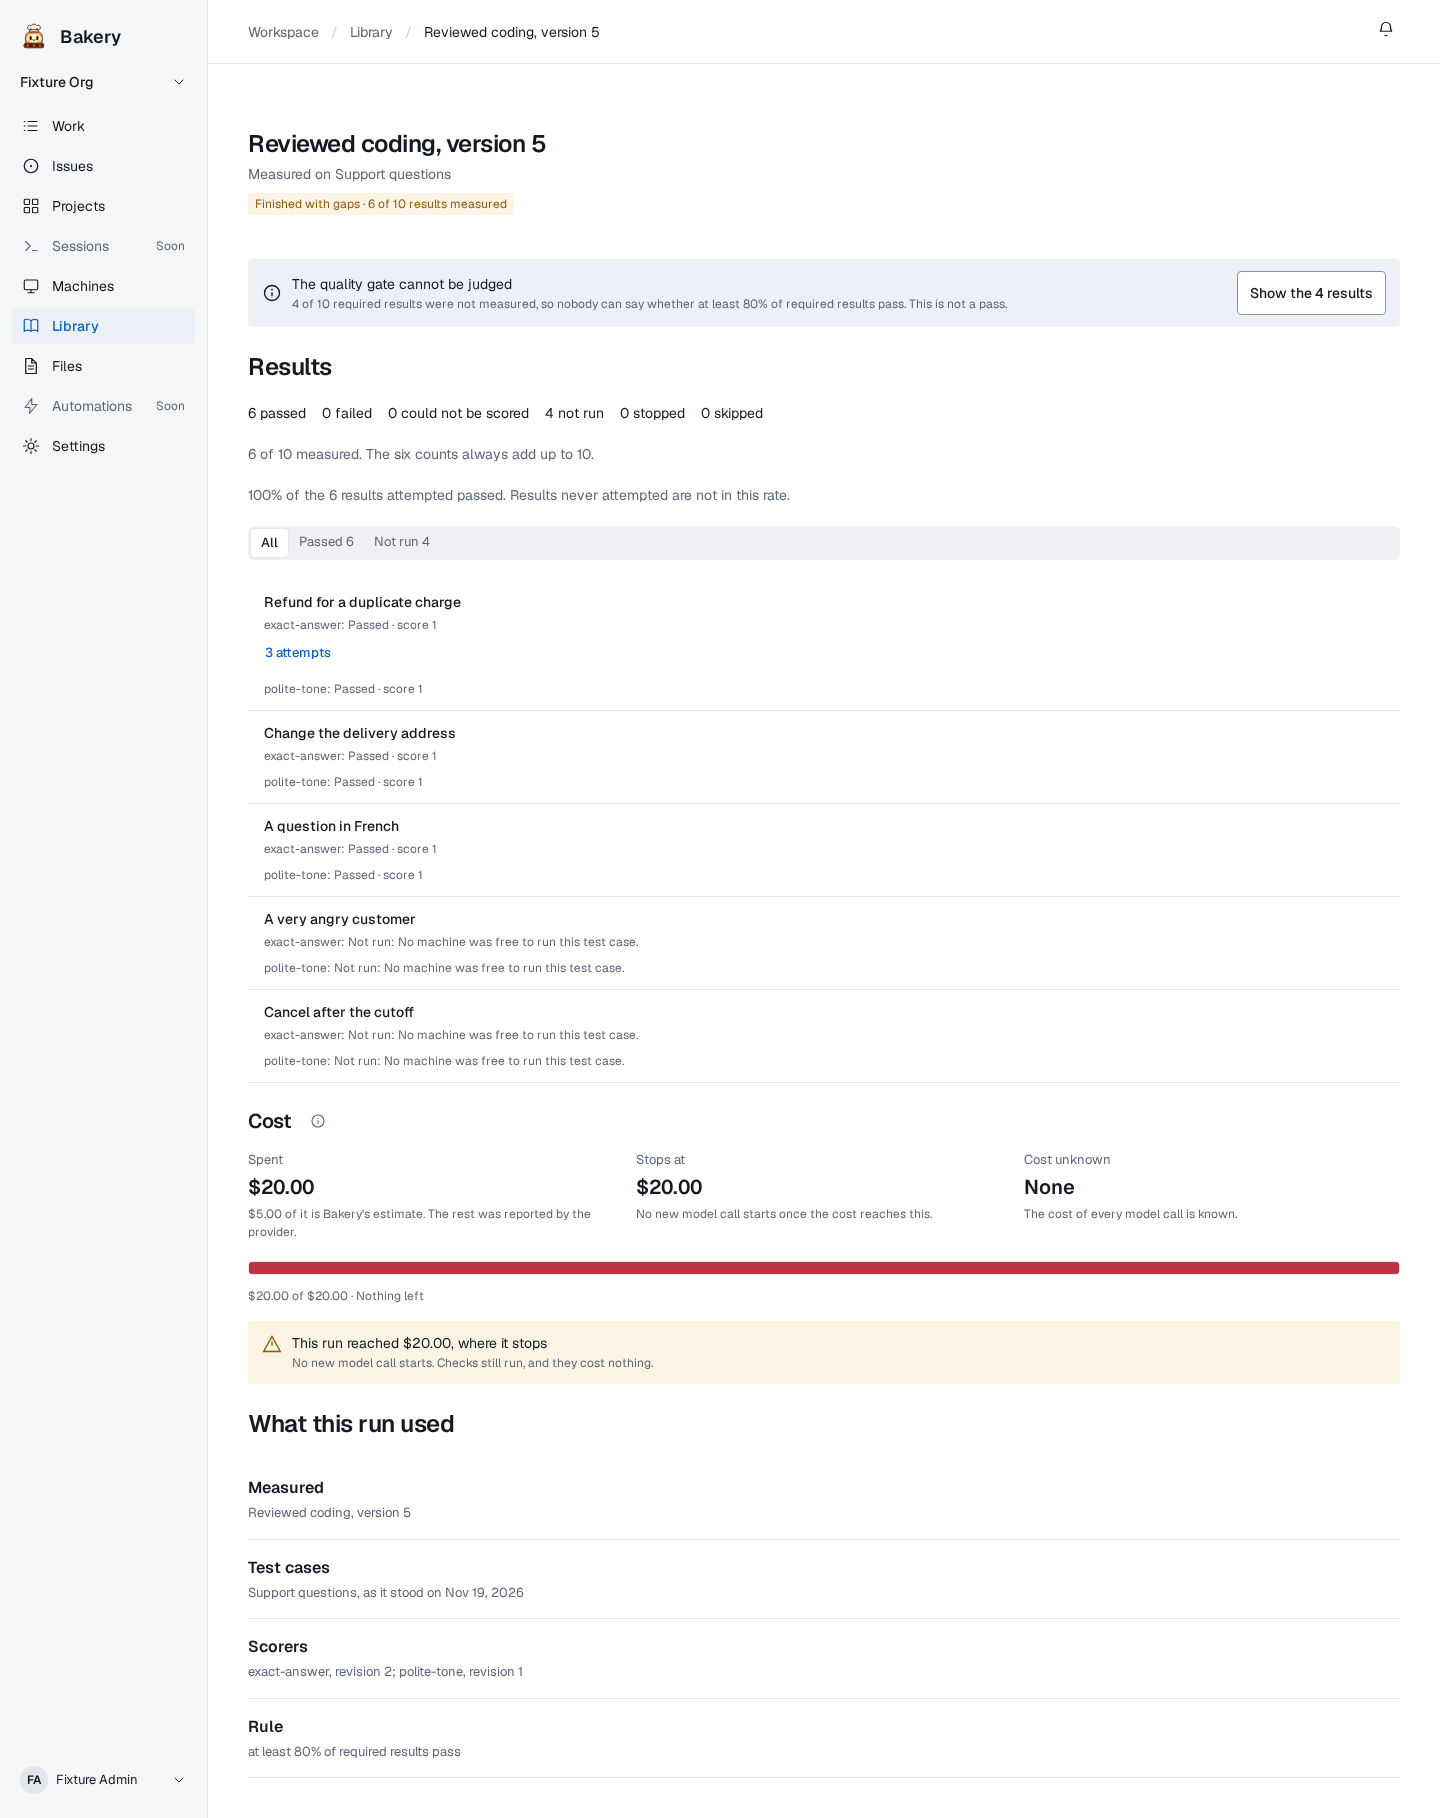 Bakery
Fixture Org
Work
Issues
Projects
Sessions Soon
Machines
Library
Files
Automations Soon
Settings
FA Fixture Admin
Workspace / Library / Reviewed coding, version 5
Reviewed coding, version 5
Measured on Support questions
Finished with gaps · 6 of 10 results measured
The quality gate cannot be judged
4 of 10 required results were not measured, so nobody can say whether at least 80% of required results pass. This is not a pass.
Show the 4 results
Results
6 passed 0 failed 0 could not be scored 4 not run 0 stopped 0 skipped
6 of 10 measured. The six counts always add up to 10.
100% of the 6 results attempted passed. Results never attempted are not in this rate.
All Passed 6 Not run 4
Refund for a duplicate charge
exact-answer: Passed · score 1
3 attempts
polite-tone: Passed · score 1
Change the delivery address
exact-answer: Passed · score 1
polite-tone: Passed · score 1
A question in French
exact-answer: Passed · score 1
polite-tone: Passed · score 1
A very angry customer
exact-answer: Not run: No machine was free to run this test case.
polite-tone: Not run: No machine was free to run this test case.
Cancel after the cutoff
exact-answer: Not run: No machine was free to run this test case.
polite-tone: Not run: No machine was free to run this test case.
Cost
Spent
$20.00
$5.00 of it is Bakery's estimate. The rest was reported by the
provider.
Stops at
$20.00
No new model call starts once the cost reaches this.
Cost unknown
None
The cost of every model call is known.
$20.00 of $20.00 · Nothing left
This run reached $20.00, where it stops
No new model call starts. Checks still run, and they cost nothing.
What this run used
Measured
Reviewed coding, version 5
Test cases
Support questions, as it stood on Nov 19, 2026
Scorers
exact-answer, revision 2; polite-tone, revision 1
Rule
at least 80% of required results pass